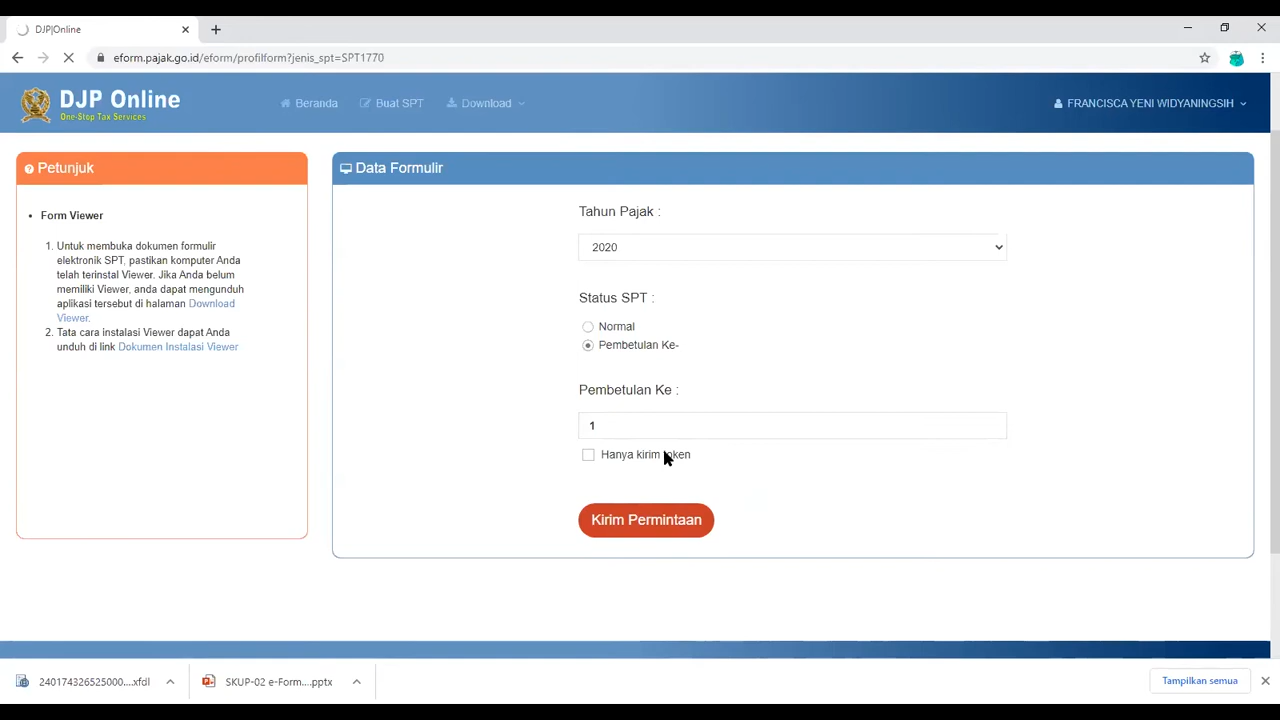 DJP|Online
eform.pajak.go.id/eform/profilform?jenis_spt=SPT1770
DJP Online
One-Stop Tax Services
Beranda
Buat SPT
Download
FRANCISCA YENI WIDYANINGSIH
Petunjuk
Form Viewer
1. Untuk membuka dokumen formulir
elektronik SPT, pastikan komputer Anda
telah terinstal Viewer. Jika Anda belum
memiliki Viewer, anda dapat mengunduh
aplikasi tersebut di halaman Download
Viewer.
2. Tata cara instalasi Viewer dapat Anda
unduh di link Dokumen Instalasi Viewer
Data Formulir
Tahun Pajak :
2020
Status SPT :
Normal
Pembetulan Ke-
Pembetulan Ke :
1
Hanya kirim token
Kirim Permintaan
240174326525000....xfdl
SKUP-02 e-Form....pptx
Tampilkan semua